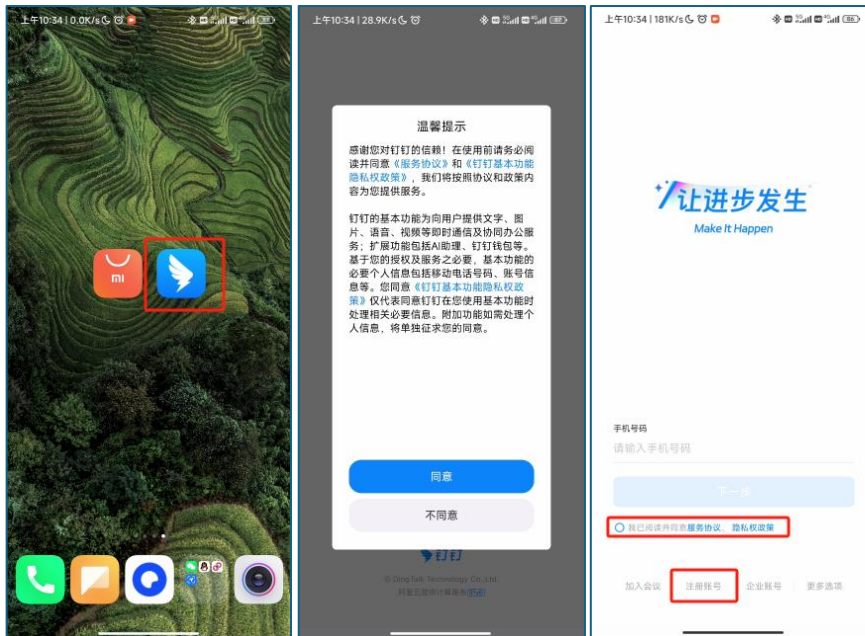 上午10:34 | 0.0K/s
mi
上午10:34 | 28.9K/s
温馨提示
感谢您对钉钉的信赖！在使用前请务必阅
读并同意《服务协议》和《钉钉基本功能
隐私权政策》，我们将按照协议和政策内
容为您提供服务。
钉钉的基本功能为向用户提供文字、图
片、语音、视频等即时通信及协同办公服
务；扩展功能包括AI助理、钉钉钱包等。
基于您的授权及服务之必要，基本功能的
必要个人信息包括移动电话号码、账号信
息等。您同意《钉钉基本功能隐私权政
策》仅代表同意钉钉在您使用基本功能时
处理相关必要信息。附加功能如需处理个
人信息，将单独征求您的同意。
同意
不同意
钉钉
© DingTalk Technology Co.,Ltd.
上午10:34 | 181K/s
86
让进步发生
Make It Happen
手机号码
请输入手机号码
下一步
我已阅读并同意服务协议、隐私权政策
加入会议
注册账号
企业账号
更多选项